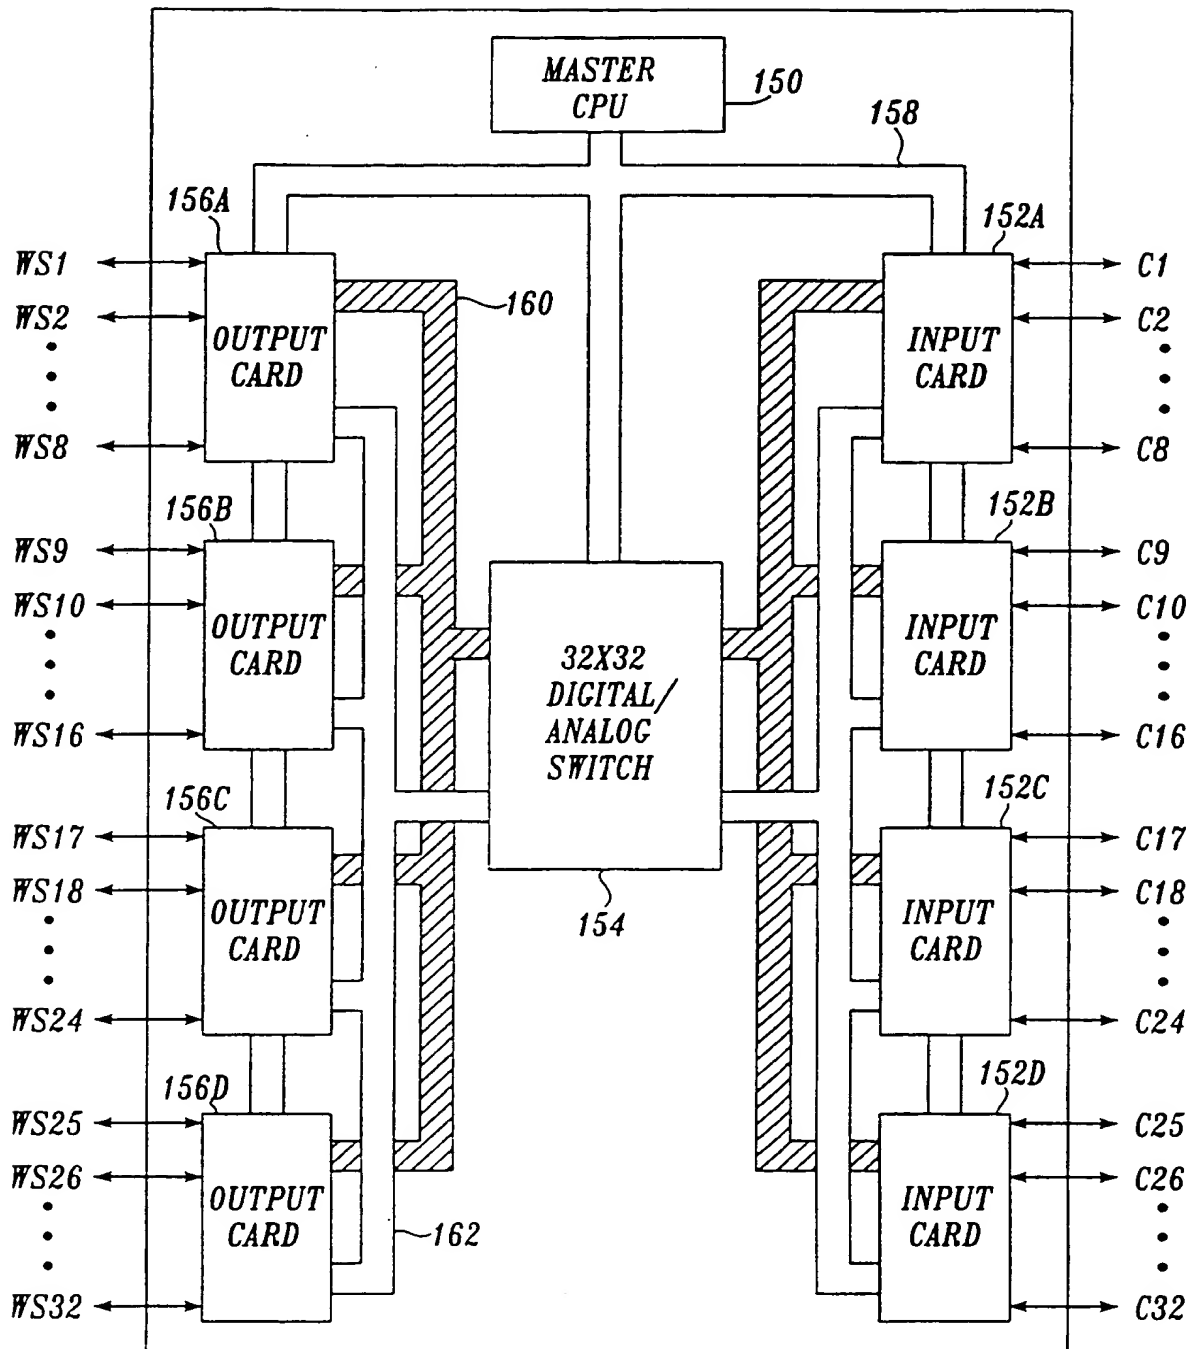 MASTER
CPU
150
158
156A
152A
WS1
C1
WS2
160
C2
OUTPUT
CARD
INPUT
CARD
WS8
C8
156B
152B
WS9
C9
WS10
C10
OUTPUT
CARD
32X32
DIGITAL/
ANALOG
SWITCH
INPUT
CARD
WS16
C16
156C
152C
WS17
C17
WS18
C18
154
OUTPUT
CARD
INPUT
CARD
WS24
C24
156D
152D
WS25
C25
WS26
C26
OUTPUT
CARD
162
INPUT
CARD
WS32
C32